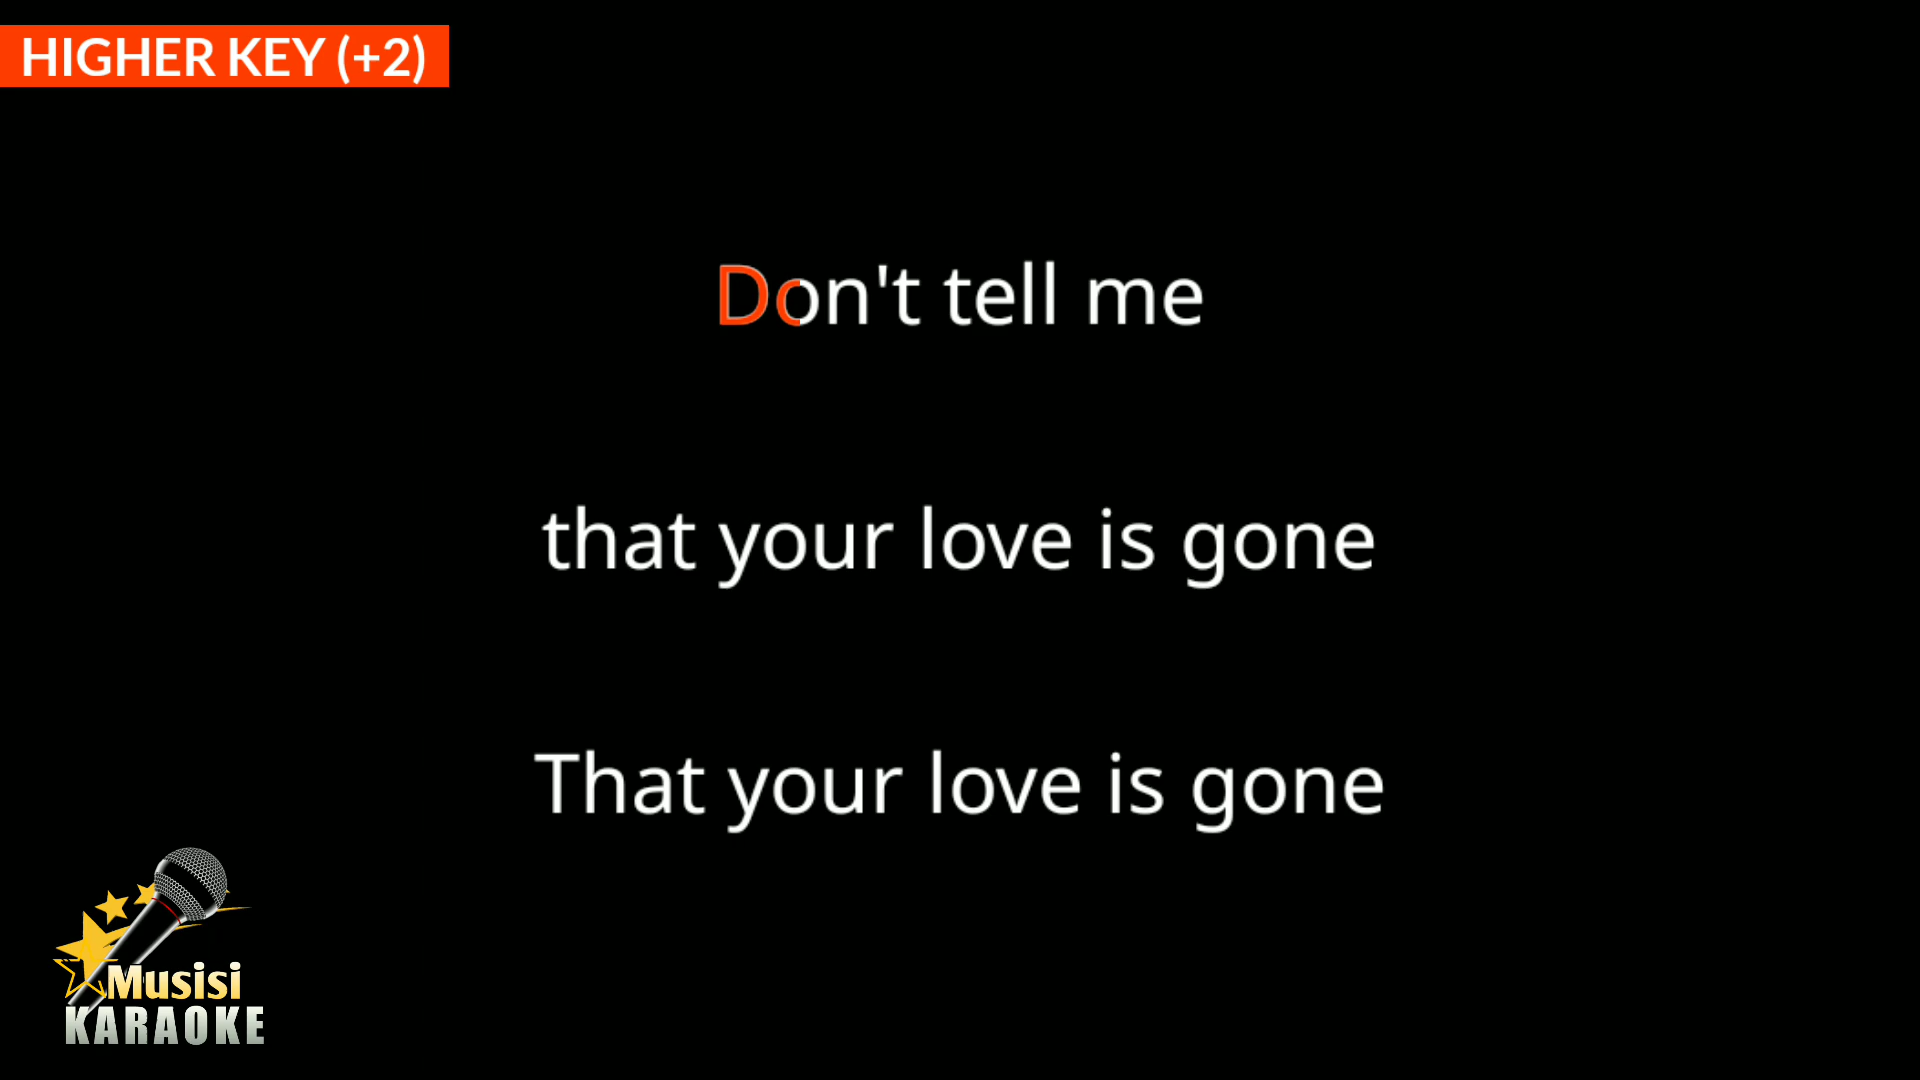 HIGHER KEY (+2)
Don't tell me
that your love is gone
That your love is gone
Musisi
KARAOKE